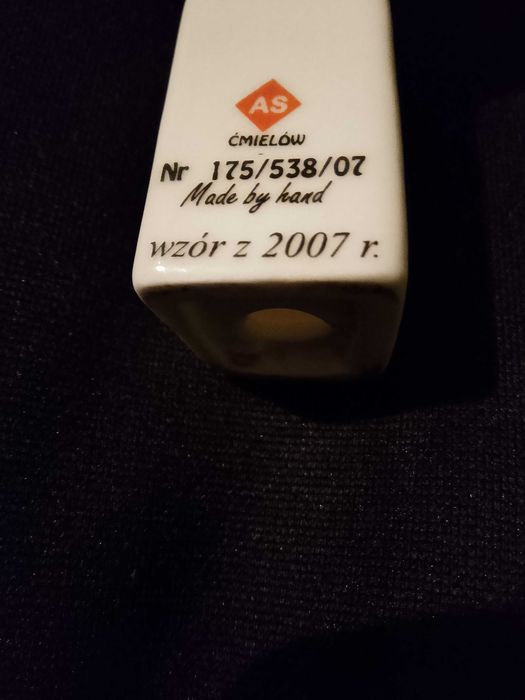 AS
ĆMIELÓW
Nr 175/538/07
Made by hand
wzór z 2007 r.